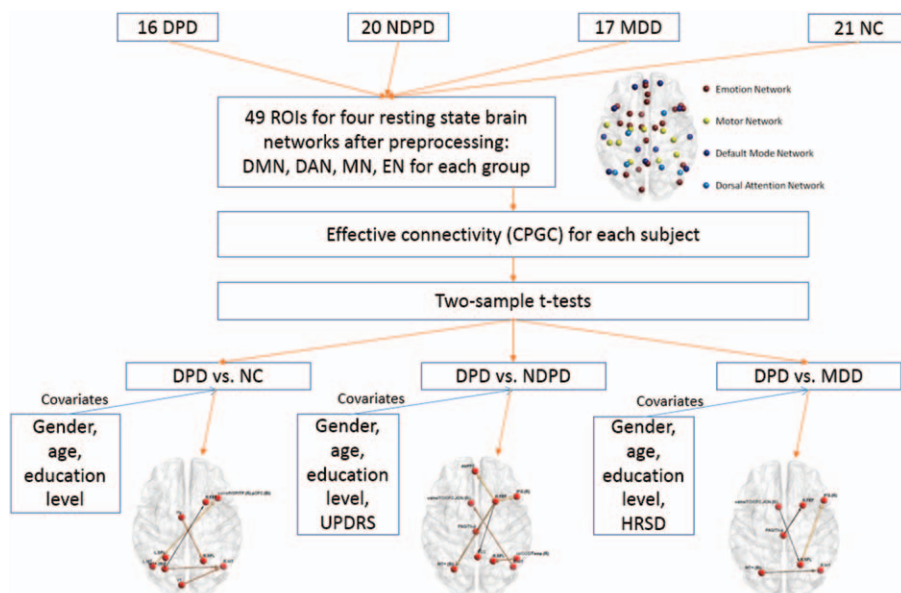 16 DPD
20 NDPD
17 MDD
21 NC
49 ROIs for four resting state brain
networks after preprocessing:
DMN, DAN, MN, EN for each group
Emotion Network
Motor Network
Default Mode Network
Dorsal Attention Network
Effective connectivity (CPGC) for each subject
Two-sample t-tests
DPD vs. NC
DPD vs. NDPD
DPD vs. MDD
Covariates
Covariates
Covariates
Gender,
age,
education
level
Gender,
age,
education
level,
UPDRS
Gender,
age,
education
level,
HRSD